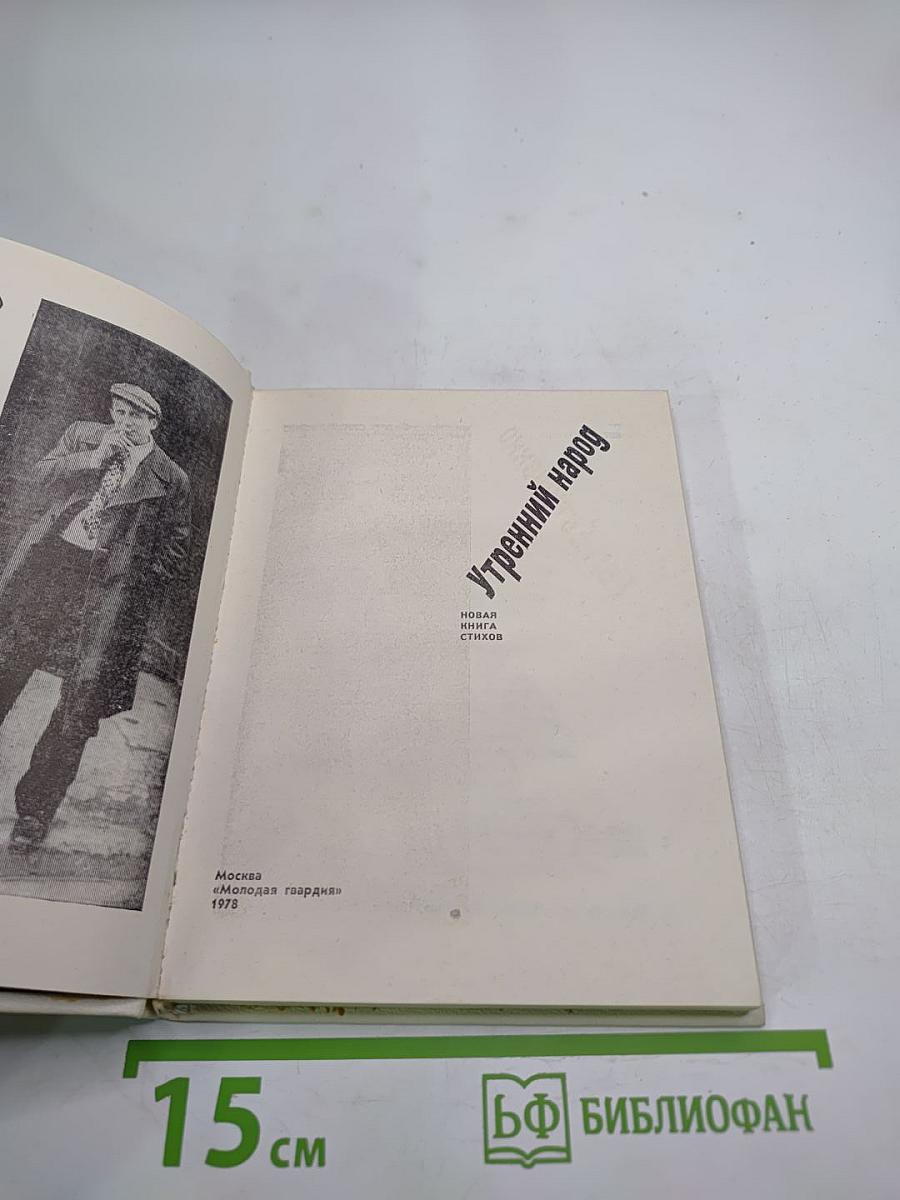 Утренний народ
НОВАЯ
КНИГА
СТИХОВ
Москва
«Молодая гвардия»
1978
15 см
БФ БИБЛИОФАН